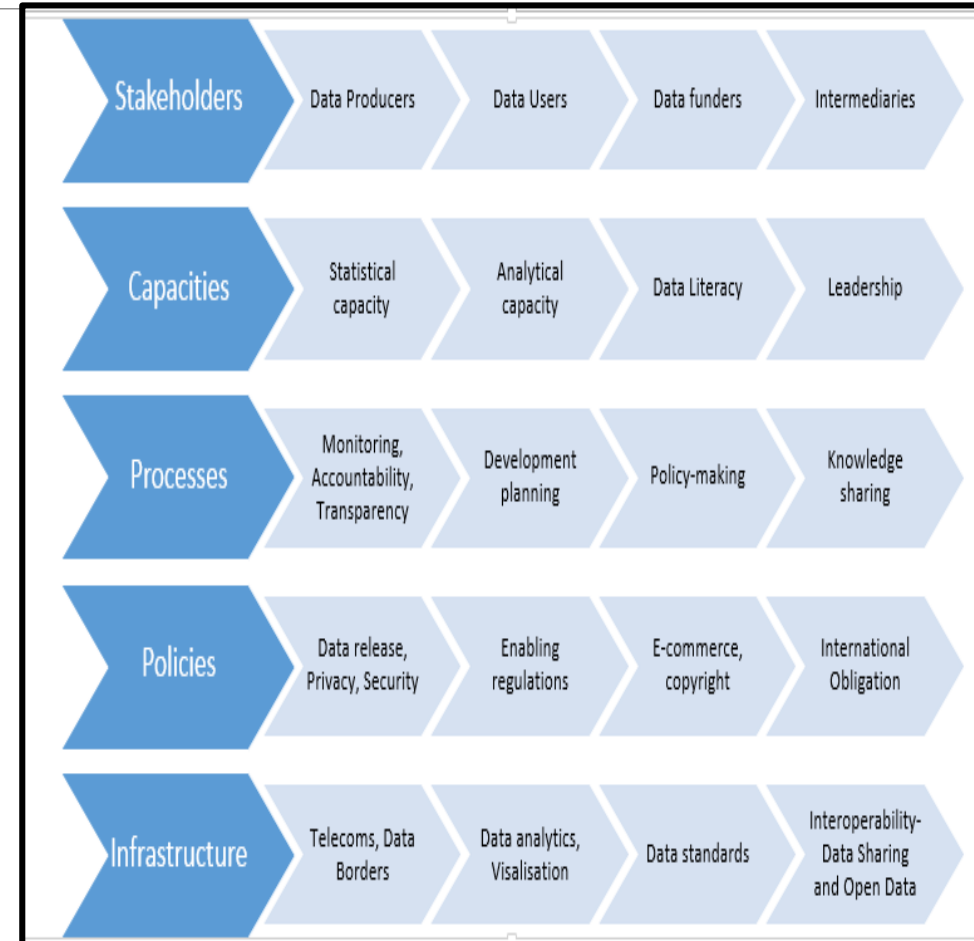 Stakeholders
Data Producers
Data Users
Data funders
Intermediaries
Capacities
Statistical
capacity
Analytical
capacity
Data Literacy
Leadership
Processes
Monitoring,
Accountability,
Transparency
Development
planning
Policy-making
Knowledge
sharing
Policies
Data release,
Privacy, Security
Enabling
regulations
E-commerce,
copyright
International
Obligation
Infrastructure
Telecoms, Data
Borders
Data analytics,
Visalisation
Data standards
Interoperability-
Data Sharing
and Open Data